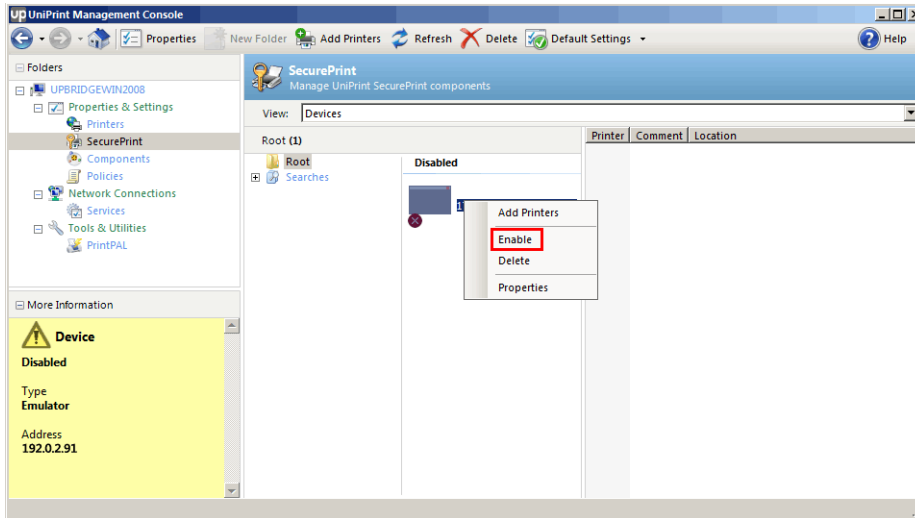 up UniPrint Management Console
Properties New Folder Add Printers Refresh Delete Default Settings Help
Folders
UPBRIDGEWIN2008
Properties & Settings
Printers
SecurePrint
Components
Policies
Network Connections
Services
Tools & Utilities
PrintPAL
More Information
Device
Disabled
Type
Emulator
Address
192.0.2.91
SecurePrint
Manage UniPrint SecurePrint components
View: Devices
Root (1)
Root
Searches
Disabled
Add Printers
Enable
Delete
Properties
Printer Comment Location